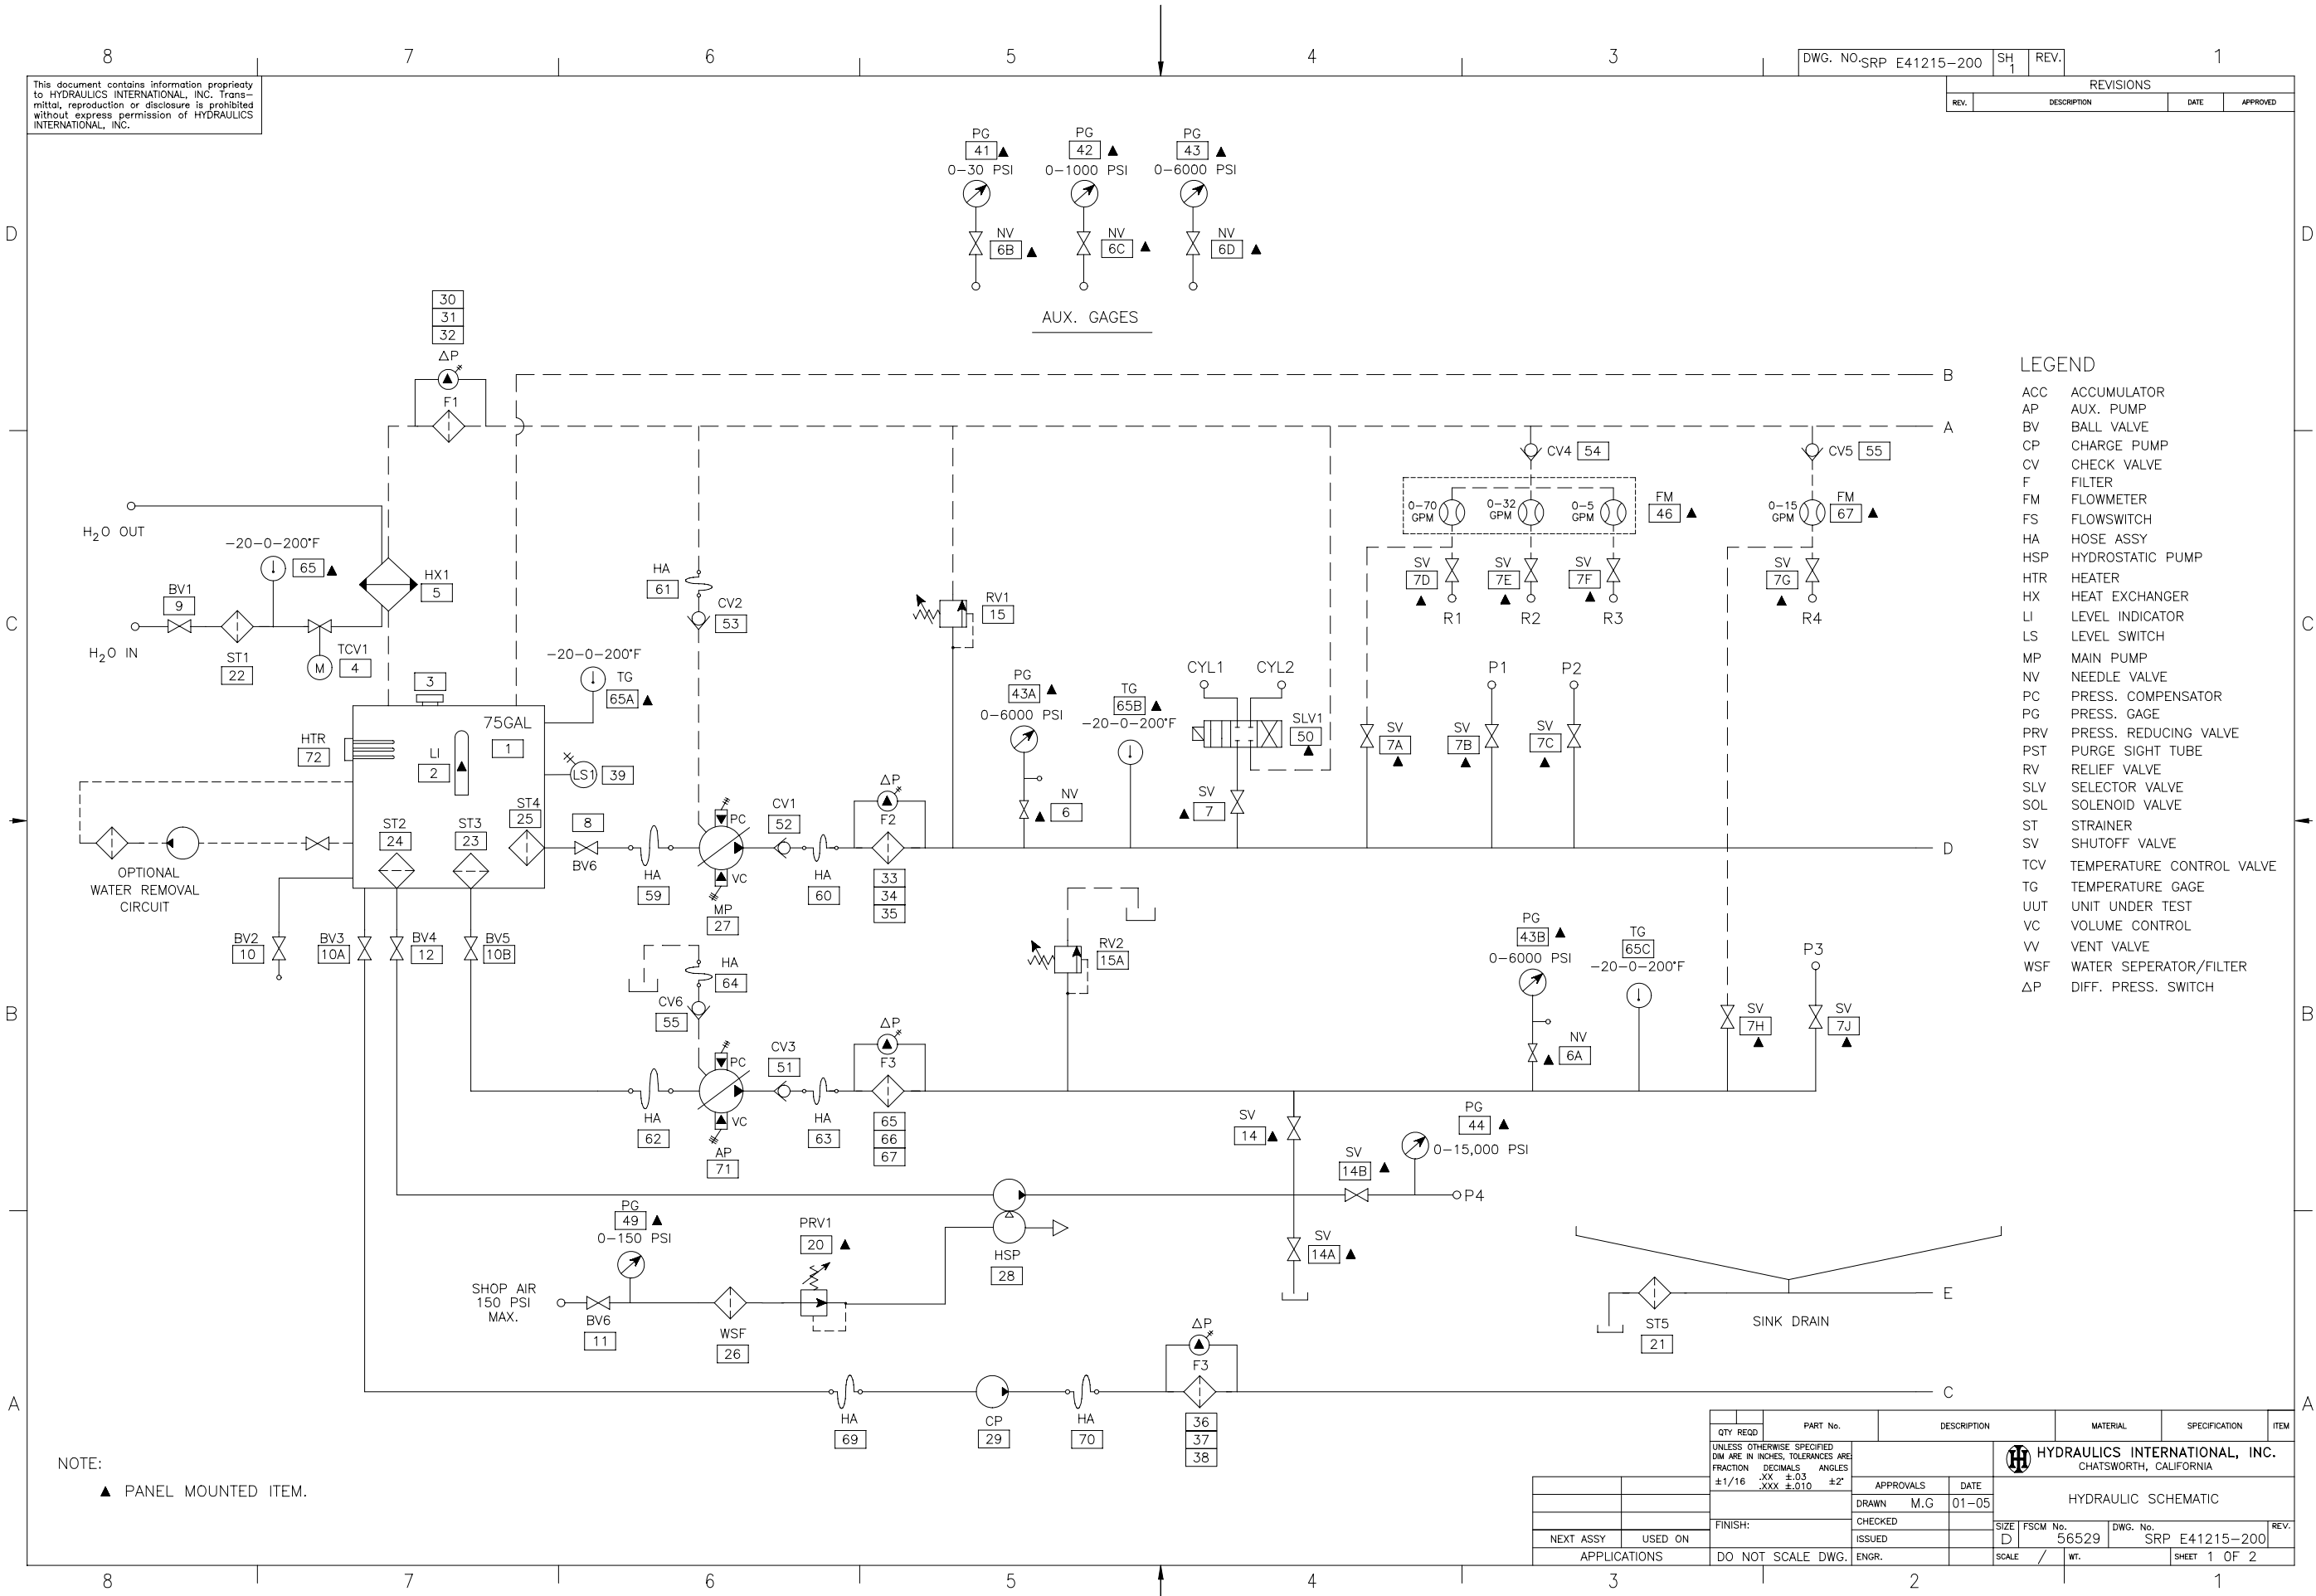 8 7 6 5 4 3 2 1
DWG. NO. SRP E41215-200 SH 1 REV.
This document contains information proprieaty
to HYDRAULICS INTERNATIONAL, INC. Trans-
mittal, reproduction or disclosure is prohibited
without express permission of HYDRAULICS
INTERNATIONAL, INC.
REVISIONS
REV. DESCRIPTION DATE APPROVED
PG 41 ▲ 0-30 PSI
PG 42 ▲ 0-1000 PSI
PG 43 ▲ 0-6000 PSI
NV 6B ▲
NV 6C ▲
NV 6D ▲
AUX. GAGES
D
D
30
31
32
ΔP
F1
B
A
LEGEND
ACC ACCUMULATOR
AP AUX. PUMP
BV BALL VALVE
CP CHARGE PUMP
CV CHECK VALVE
F FILTER
FM FLOWMETER
FS FLOWSWITCH
HA HOSE ASSY
HSP HYDROSTATIC PUMP
HTR HEATER
HX HEAT EXCHANGER
LI LEVEL INDICATOR
LS LEVEL SWITCH
MP MAIN PUMP
NV NEEDLE VALVE
PC PRESS. COMPENSATOR
PG PRESS. GAGE
PRV PRESS. REDUCING VALVE
PST PURGE SIGHT TUBE
RV RELIEF VALVE
SLV SELECTOR VALVE
SOL SOLENOID VALVE
ST STRAINER
SV SHUTOFF VALVE
TCV TEMPERATURE CONTROL VALVE
TG TEMPERATURE GAGE
UUT UNIT UNDER TEST
VC VOLUME CONTROL
VV VENT VALVE
WSF WATER SEPERATOR/FILTER
ΔP DIFF. PRESS. SWITCH
CV4 54
CV5 55
0-70 GPM
0-32 GPM
0-5 GPM
FM 46 ▲
0-15 GPM
FM 67 ▲
H2O OUT
-20-0-200°F
65 ▲
HX1 5
BV1 9
H2O IN
ST1 22
M
TCV1 4
HA 61
CV2 53
RV1 15
SV 7D ▲
SV 7E ▲
SV 7F ▲
SV 7G ▲
R1 R2 R3 R4
C
C
3
75GAL
1
-20-0-200°F
TG 65A ▲
HTR 72
LI 2
▲
LS1 39
PG 43A ▲
0-6000 PSI
TG 65B ▲
-20-0-200°F
CYL1 CYL2
SLV1 50 ▲
P1 P2
SV 7A ▲
SV 7B ▲
SV 7C ▲
NV 6 ▲
SV 7 ▲
ST2 24
ST3 23
ST4 25
8
BV6
HA 59
PC
VC
MP 27
CV1 52
HA 60
ΔP
F2
33
34
35
D
OPTIONAL
WATER REMOVAL
CIRCUIT
BV2 10
BV3 10A
BV4 12
BV5 10B
HA 64
CV6 55
RV2 15A
PG 43B ▲
0-6000 PSI
TG 65C
-20-0-200°F
P3
NV 6A ▲
SV 7H ▲
SV 7J ▲
B
B
HA 62
PC
VC
AP 71
CV3 51
HA 63
ΔP
F3
65
66
67
SV 14 ▲
SV 14B ▲
PG 44 ▲
0-15,000 PSI
P4
SV 14A ▲
PG 49 ▲
0-150 PSI
PRV1 20 ▲
HSP 28
SHOP AIR
150 PSI
MAX.
BV6 11
WSF 26
ST5 21
SINK DRAIN
E
HA 69
CP 29
HA 70
ΔP
F3
36
37
38
C
A
A
NOTE:
▲ PANEL MOUNTED ITEM.
QTY REQD PART No. DESCRIPTION MATERIAL SPECIFICATION ITEM
UNLESS OTHERWISE SPECIFIED
DIM ARE IN INCHES, TOLERANCES ARE:
FRACTION DECIMALS ANGLES
±1/16 .XX ±.03 ±2°
.XXX ±.010
FINISH:
DO NOT SCALE DWG.
NEXT ASSY USED ON
APPLICATIONS
APPROVALS DATE
DRAWN M.G 01-05
CHECKED
ISSUED
ENGR.
HYDRAULICS INTERNATIONAL, INC.
CHATSWORTH, CALIFORNIA
HYDRAULIC SCHEMATIC
SIZE D FSCM No. 56529 DWG. No. SRP E41215-200 REV.
SCALE / WT. SHEET 1 OF 2
8 7 6 5 4 3 2 1